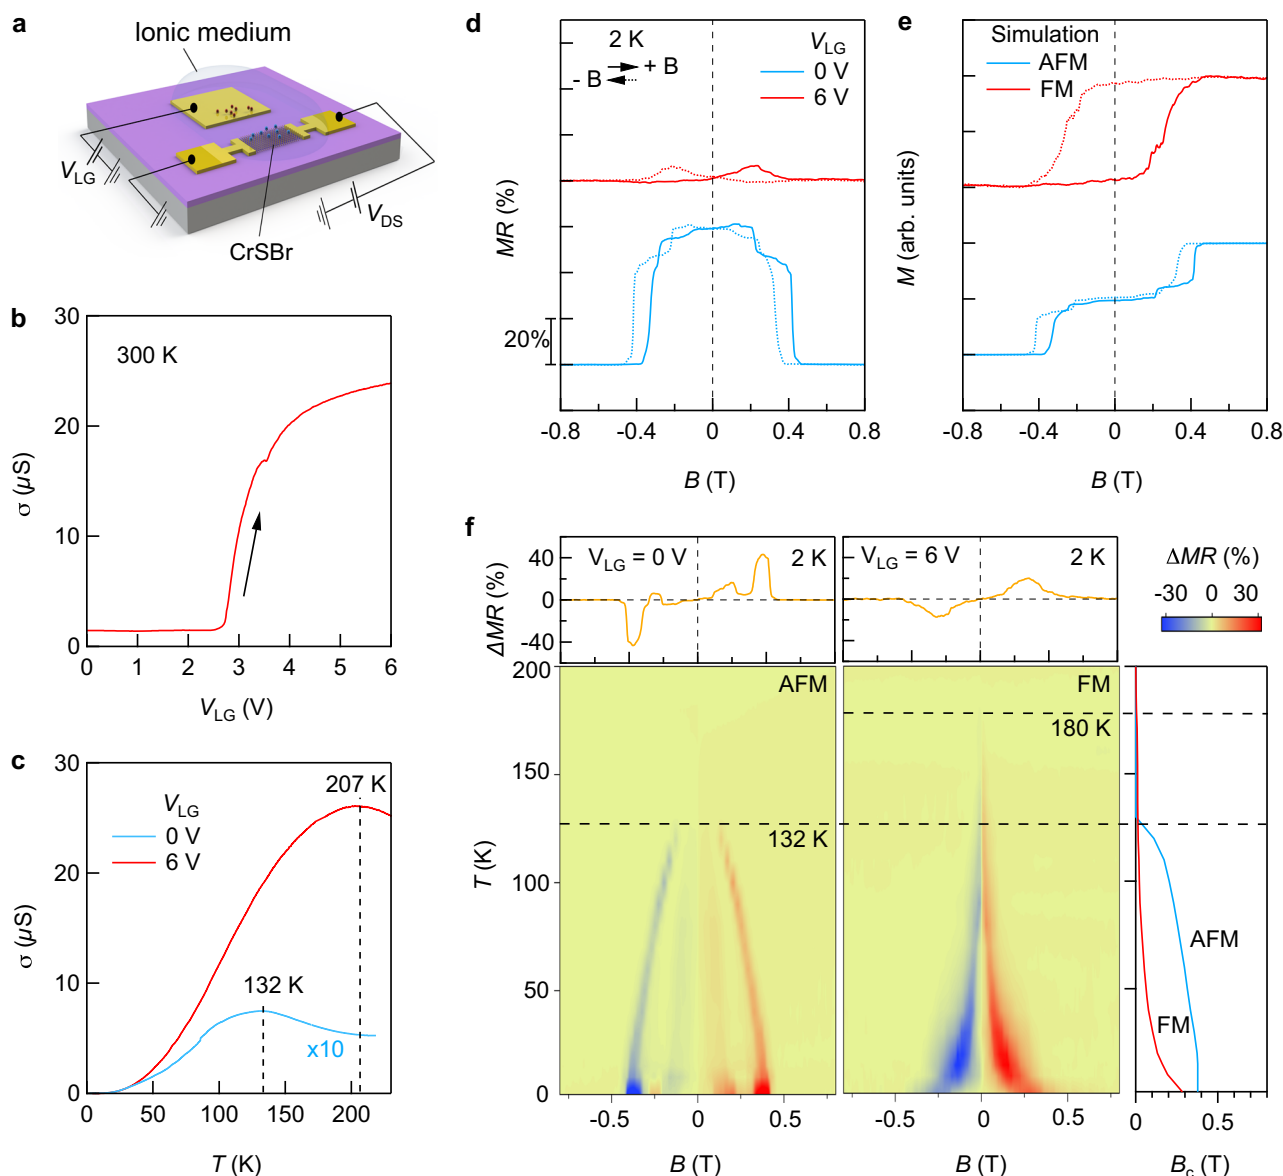 a
Ionic medium
V_LG
V_DS
CrSBr
b
30
20
10
0
300 K
σ (µS)
0 1 2 3 4 5 6
V_LG (V)
c
30
20
10
0
V_LG
0 V
6 V
207 K
132 K
x10
σ (µS)
0 50 100 150 200
T (K)
d
2 K
+ B
- B
V_LG
0 V
6 V
MR (%)
20%
-0.8 -0.4 0 0.4 0.8
B (T)
e
Simulation
AFM
FM
M (arb. units)
-0.8 -0.4 0 0.4 0.8
B (T)
f
ΔMR (%)
40
0
-40
V_LG = 0 V
2 K
V_LG = 6 V
2 K
ΔMR (%)
-30 0 30
200
150
100
50
0
T (K)
AFM
132 K
FM
180 K
AFM
FM
-0.5 0 0.5
B (T)
-0.5 0 0.5
B (T)
0.0 0.4
B_c (T)